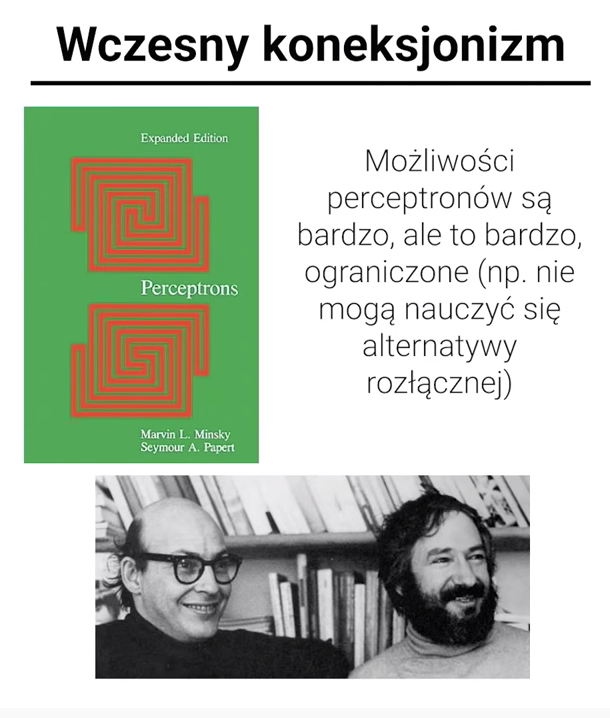 Wczesny koneksjonizm
Expanded Edition
Perceptrons
Marvin L. Minsky
Seymour A. Papert
Możliwości
perceptronów są
bardzo, ale to bardzo,
ograniczone (np. nie
mogą nauczyć się
alternatywy
rozłącznej)